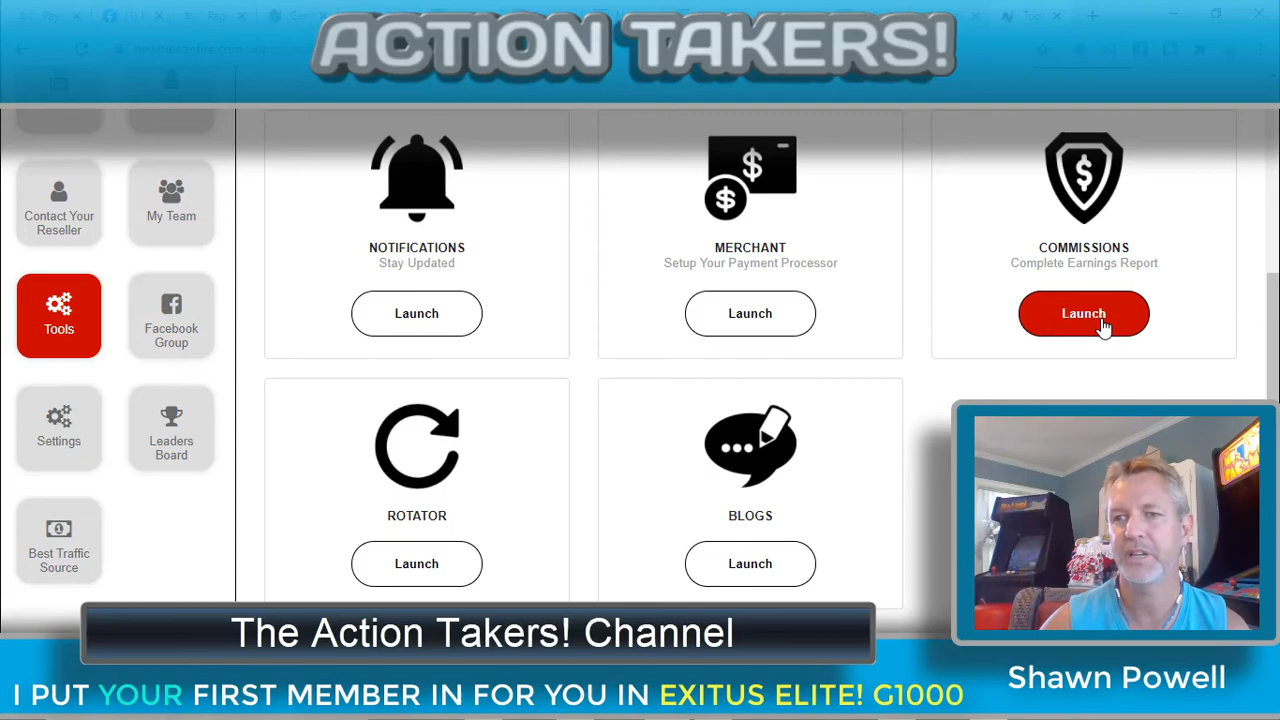 ACTION TAKERS!
Contact Your
Reseller
My Team
Tools
Facebook
Group
Settings
Leaders
Board
Best Traffic
Source
NOTIFICATIONS
Stay Updated
Launch
MERCHANT
Setup Your Payment Processor
Launch
COMMISSIONS
Complete Earnings Report
Launch
ROTATOR
Launch
BLOGS
Launch
The Action Takers! Channel
Shawn Powell
I PUT YOUR FIRST MEMBER IN FOR YOU IN EXITUS ELITE! G1000